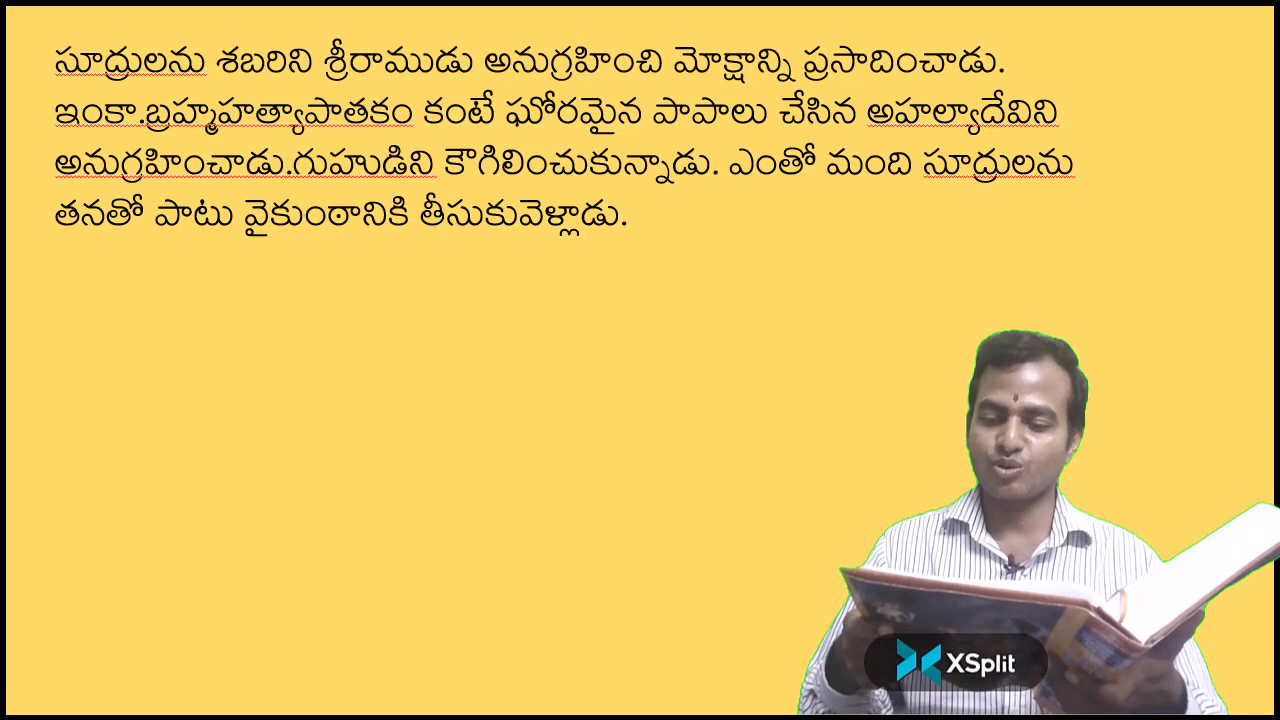 సూద్రులను శబరిని శ్రీరాముడు అనుగ్రహించి మోక్షాన్ని ప్రసాదించాడు.
ఇంకా.బ్రహ్మహత్యాపాతకం కంటే ఘోరమైన పాపాలు చేసిన అహల్యాదేవిని
అనుగ్రహించాడు.గుహుడిని కౌగిలించుకున్నాడు. ఎంతో మంది సూద్రులను
తనతో పాటు వైకుంఠానికి తీసుకువెళ్లాడు.
XSplit